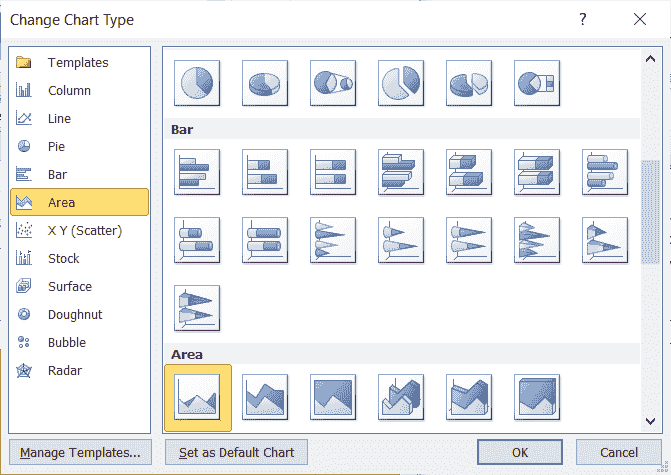 Change Chart Type
?
Templates
Column
Line
Pie
Bar
Area
X Y (Scatter)
Stock
Surface
Doughnut
Bubble
Radar
Bar
Area
Manage Templates...
Set as Default Chart
OK
Cancel